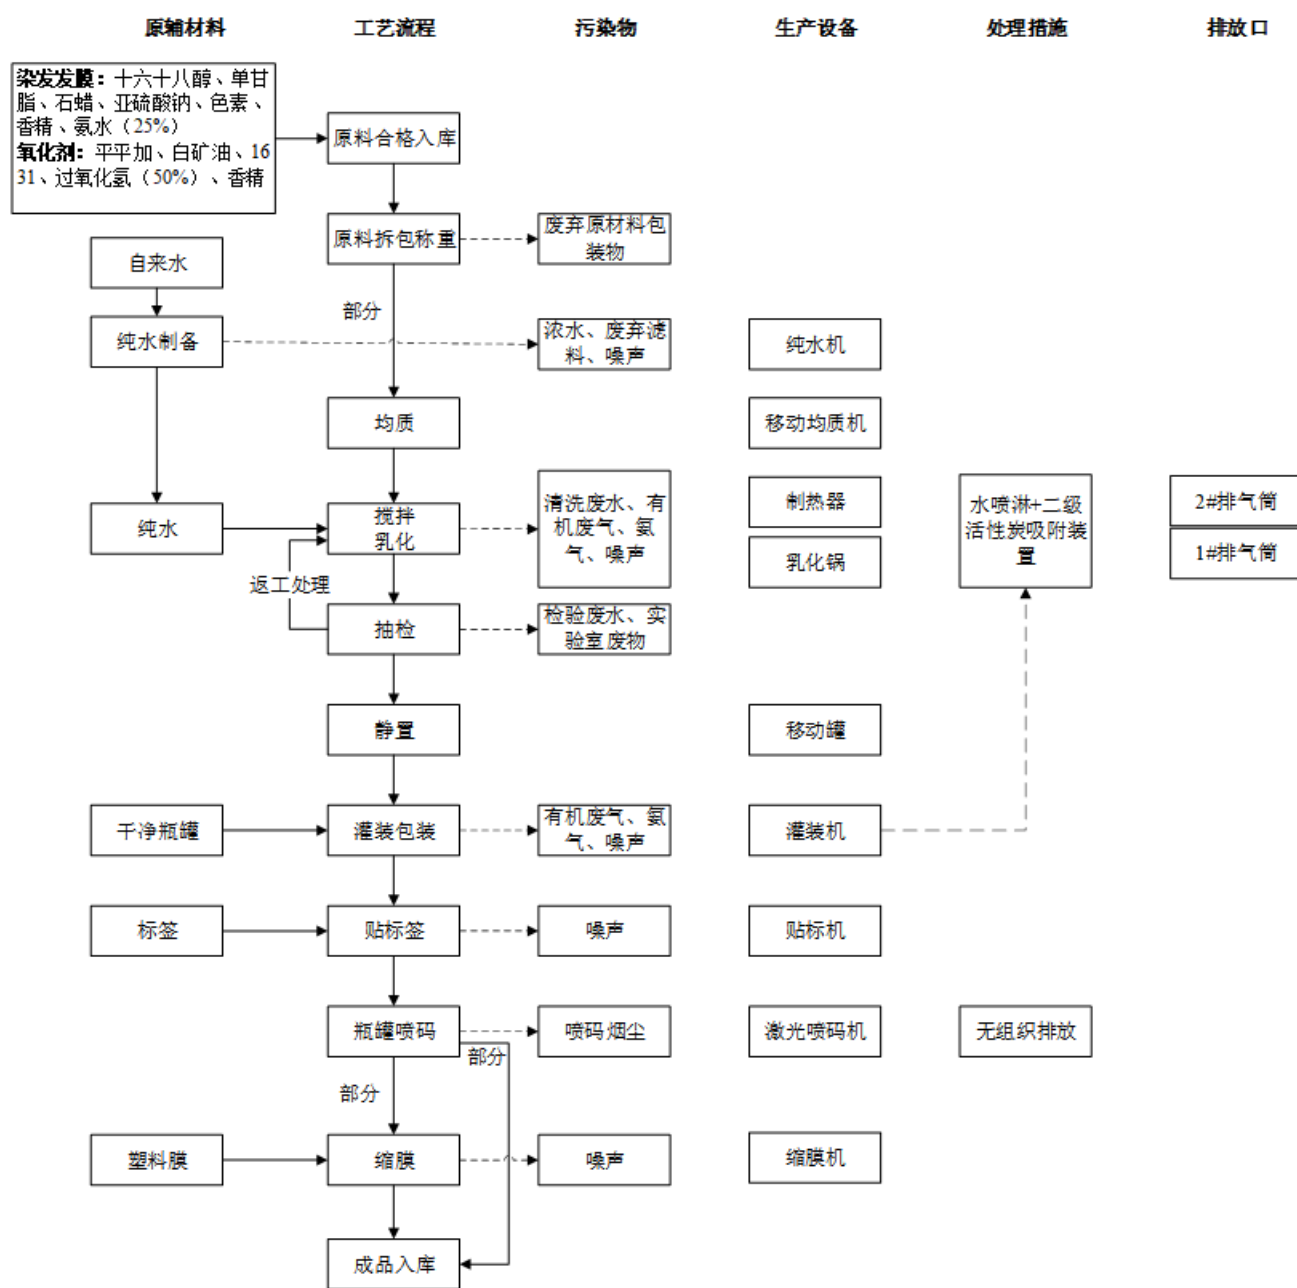 原辅材料 工艺流程 污染物 生产设备 处理措施 排放口
染发发膜：十六十八醇、单甘
脂、石蜡、亚硫酸钠、色素、
香精、氨水（25%）
氧化剂：平平加、白矿油、16
31、过氧化氢（50%）、香精
原料合格入库
原料拆包称重
废弃原材料包
装物
自来水
部分
纯水制备
浓水、废弃滤
料、噪声
纯水机
均质
移动均质机
纯水
搅拌
乳化
清洗废水、有
机废气、氨
气、噪声
制热器
乳化锅
水喷淋+二级
活性炭吸附装
置
2#排气筒
1#排气筒
返工处理
抽检
检验废水、实
验室废物
静置
移动罐
干净瓶罐
灌装包装
有机废气、氨
气、噪声
灌装机
标签
贴标签
噪声
贴标机
瓶罐喷码
喷码烟尘
激光喷码机
无组织排放
部分
部分
塑料膜
缩膜
噪声
缩膜机
成品入库